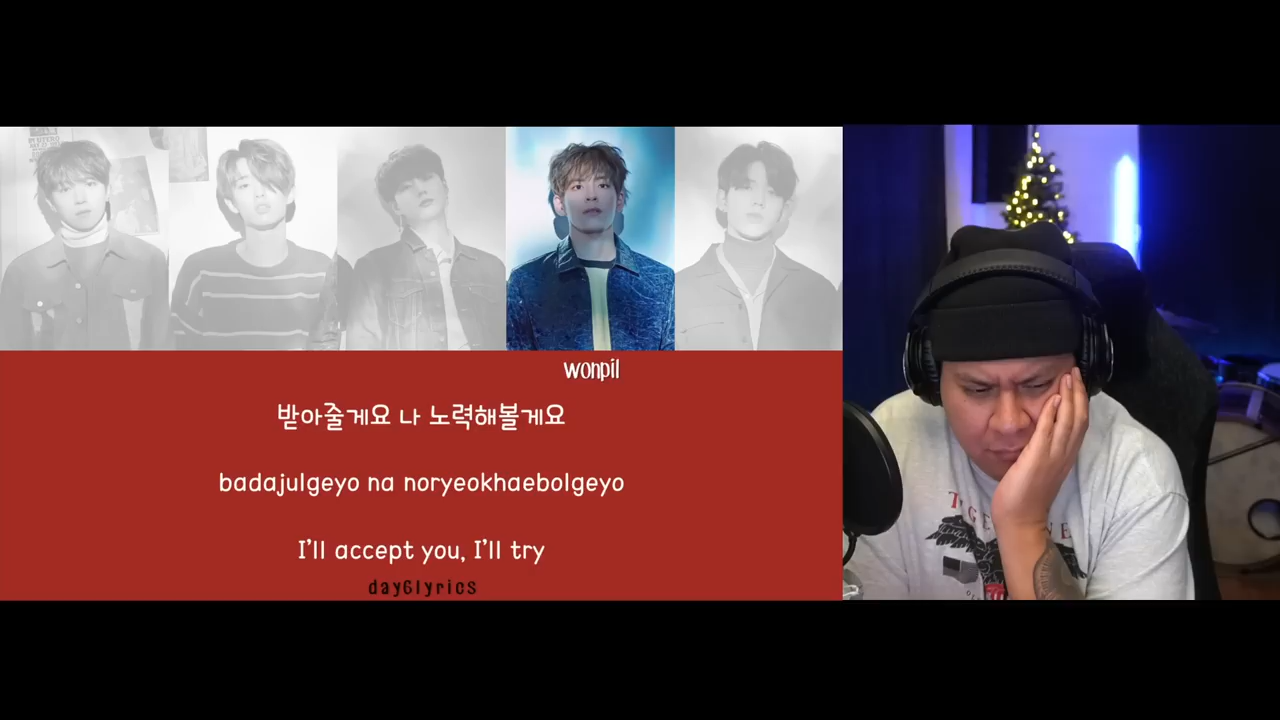 wonpil
받아줄게요 나 노력해볼게요
badajulgeyo na noryeokhaebolgeyo
I'll accept you, I'll try
day6lyrics